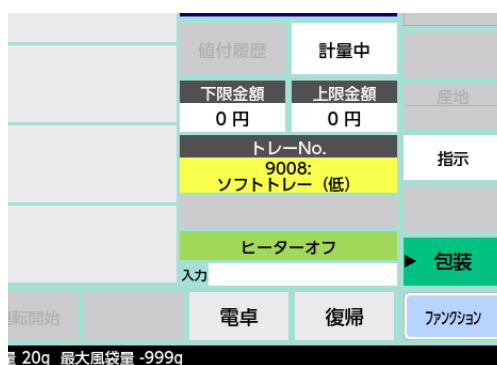 値付履歴 計量中
下限金額 上限金額 産地
0 円 0 円
トレーNo.
9008: 指示
ソフトトレー（低）
ヒーターオフ
包装
入力
運転開始 電卓 復帰 ファンクション
量 20g 最大風袋量 -999g